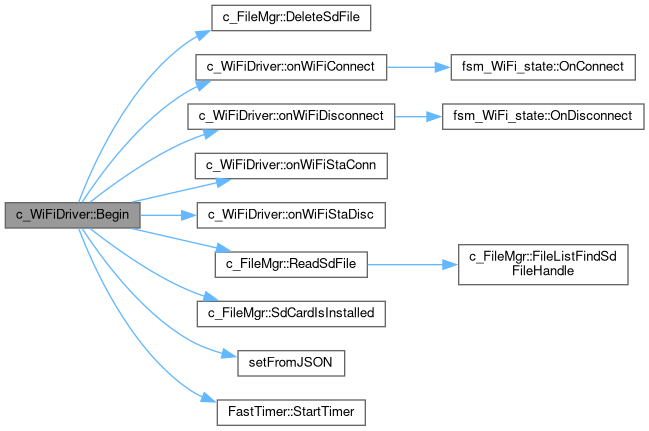 c_FileMgr::DeleteSdFile
c_WiFiDriver::onWiFiConnect
fsm_WiFi_state::OnConnect
c_WiFiDriver::onWiFiDisconnect
fsm_WiFi_state::OnDisconnect
c_WiFiDriver::onWiFiStaConn
c_WiFiDriver::Begin
c_WiFiDriver::onWiFiStaDisc
c_FileMgr::ReadSdFile
c_FileMgr::FileListFindSd
FileHandle
c_FileMgr::SdCardIsInstalled
setFromJSON
FastTimer::StartTimer